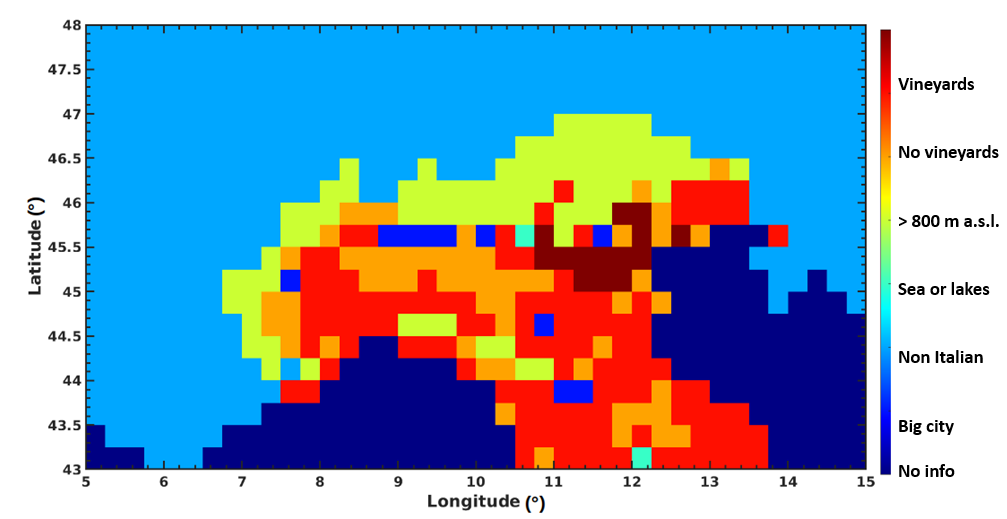 48
47.5
47
46.5
46
45.5
45
44.5
44
43.5
43
Latitude (°)
5 6 7 8 9 10 11 12 13 14 15
Longitude (°)
Vineyards
No vineyards
> 800 m a.s.l.
Sea or lakes
Non Italian
Big city
No info